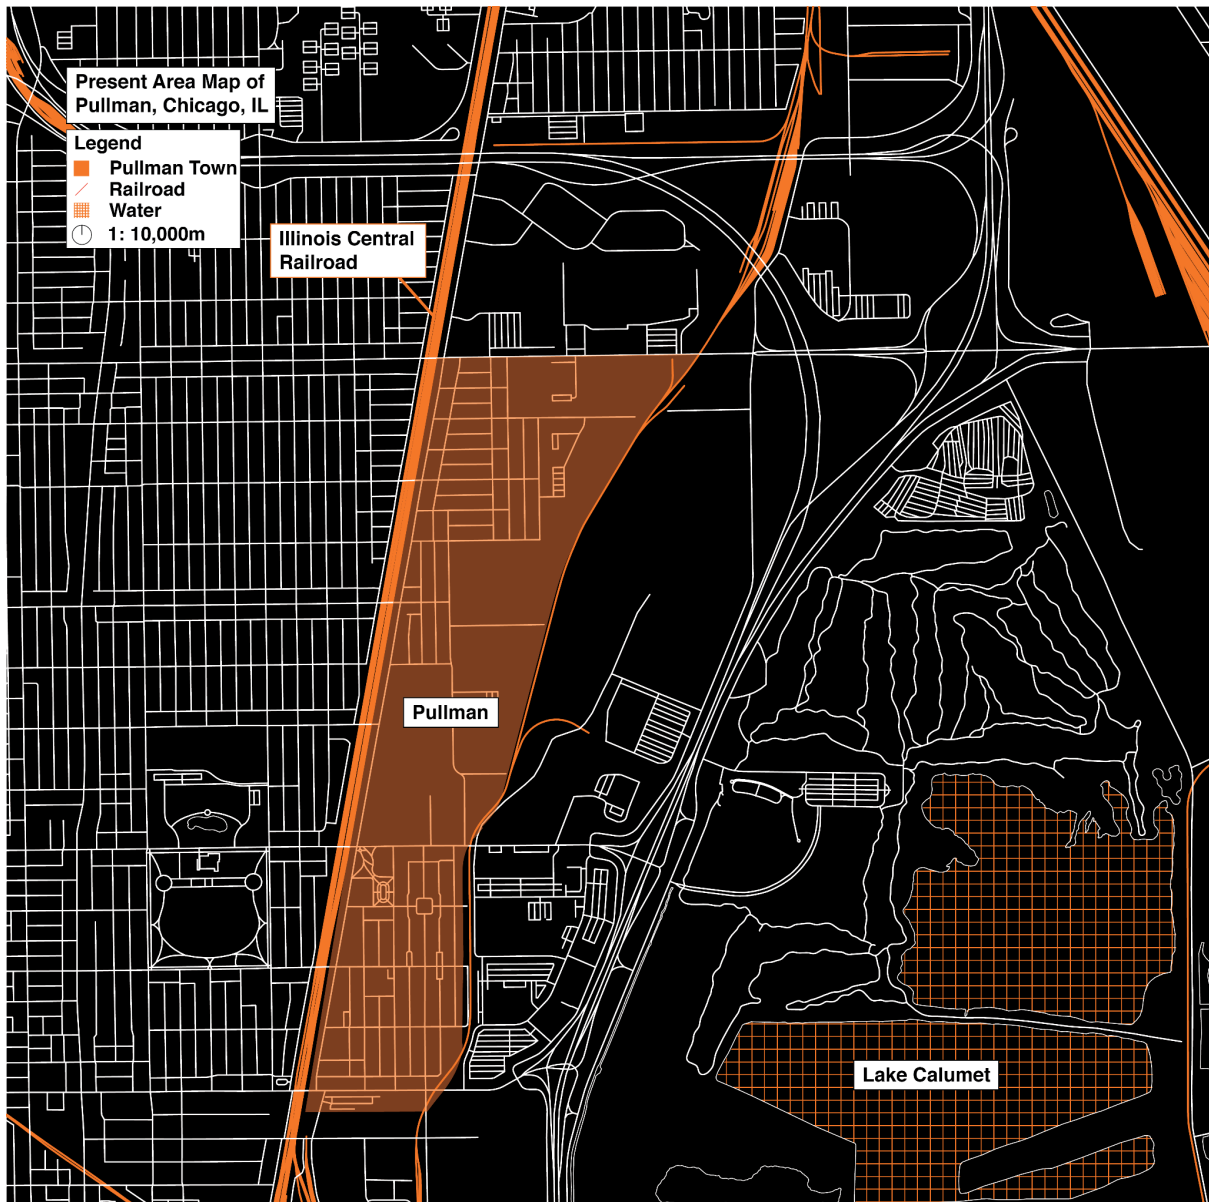 Present Area Map of
Pullman, Chicago, IL
Legend
Pullman Town
Railroad
Water
1: 10,000m
Illinois Central
Railroad
Pullman
Lake Calumet